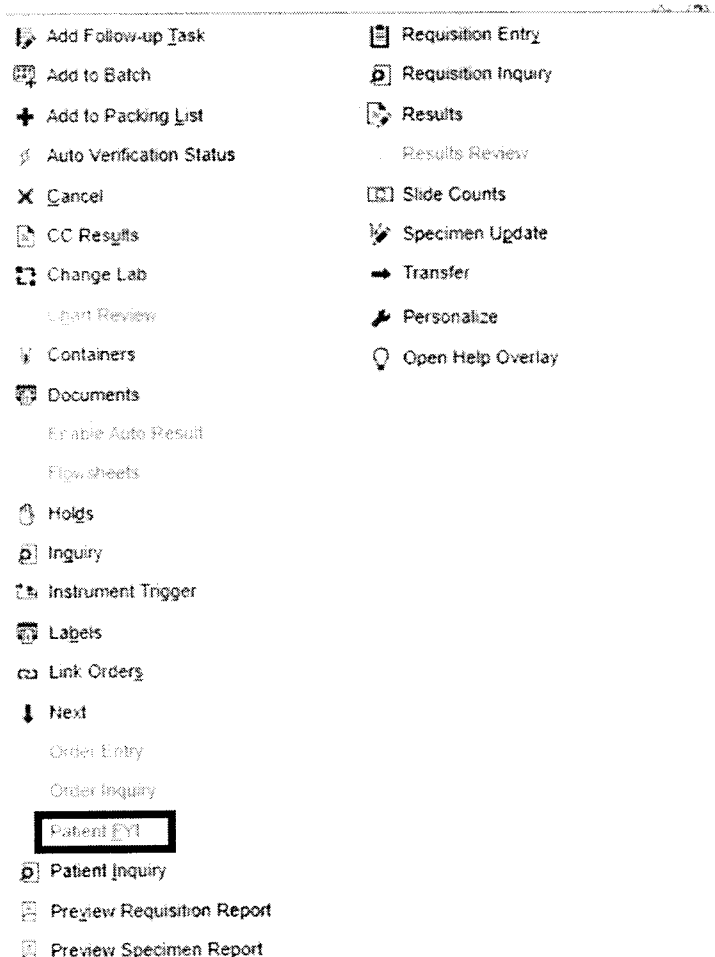 Add Follow-up Task
Add to Batch
Add to Packing List
Auto Verification Status
Cancel
CC Results
Change Lab
Chart Review
Containers
Documents
Enable Auto Result
Flowsheets
Holds
Inquiry
Instrument Trigger
Labels
Link Orders
Next
Order Entry
Order Inquiry
Patient FYI
Patient Inquiry
Preview Requisition Report
Preview Specimen Report
Requisition Entry
Requisition Inquiry
Results
Results Review
Slide Counts
Specimen Update
Transfer
Personalize
Open Help Overlay